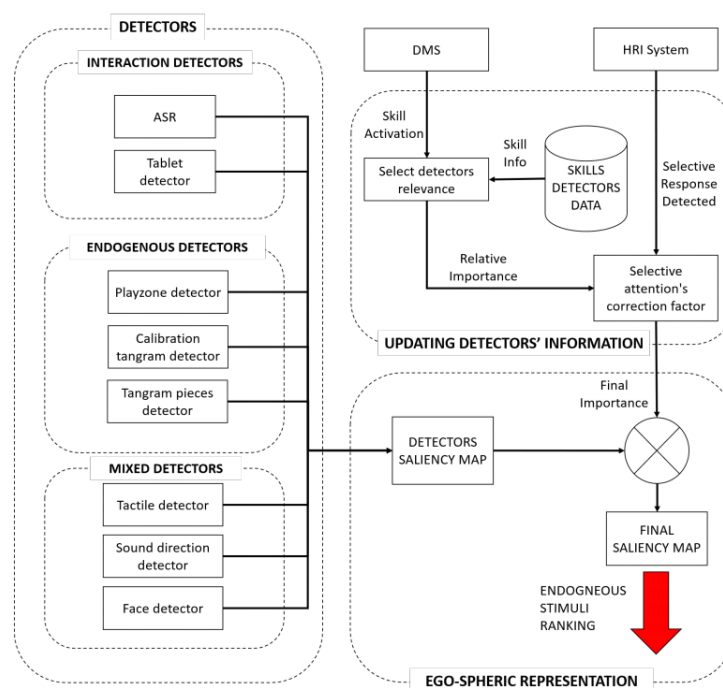 DETECTORS
INTERACTION DETECTORS
ASR
Tablet
detector
ENDOGENOUS DETECTORS
Playzone detector
Calibration
tangram detector
Tangram pieces
detector
MIXED DETECTORS
Tactile detector
Sound direction
detector
Face detector
DMS
HRI System
Skill
Activation
Skill
Info
Select detectors
relevance
SKILLS
DETECTORS
DATA
Selective
Response
Detected
Relative
Importance
Selective
attention's
correction factor
UPDATING DETECTORS' INFORMATION
Final
Importance
DETECTORS
SALIENCY MAP
FINAL
SALIENCY MAP
ENDOGNEOUS
STIMULI
RANKING
EGO-SPHERIC REPRESENTATION